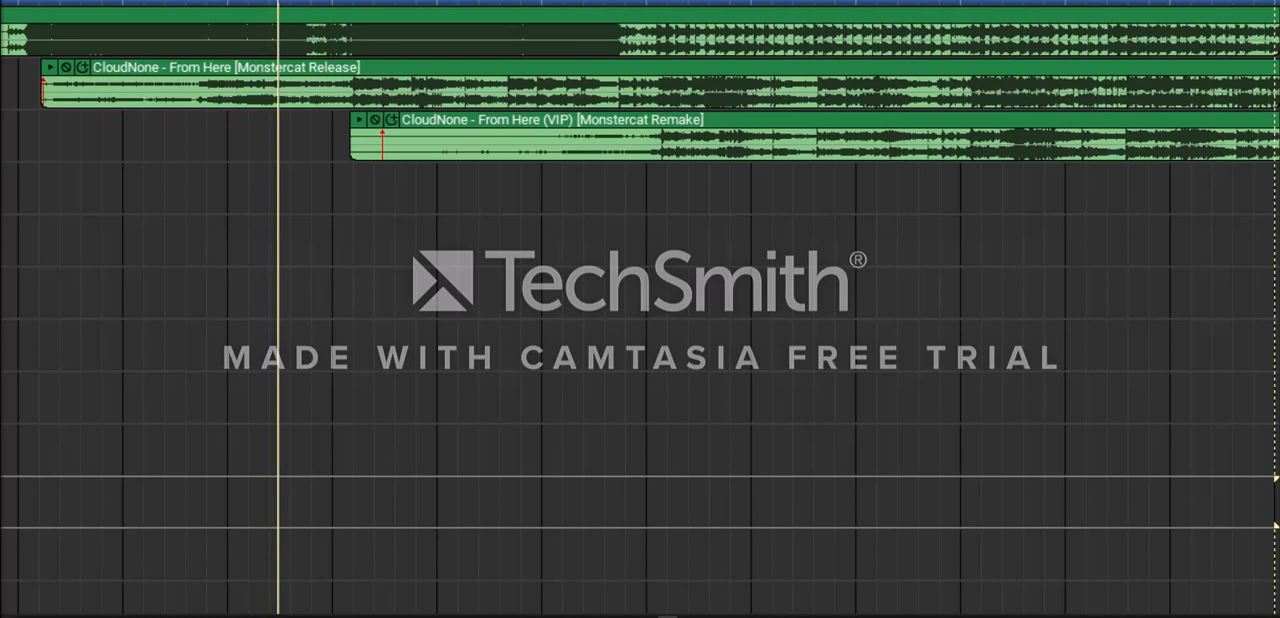 CloudNone - From Here [Monstercat Release]
CloudNone - From Here (VIP) [Monstercat Remake]
TechSmith®
MADE WITH CAMTASIA FREE TRIAL